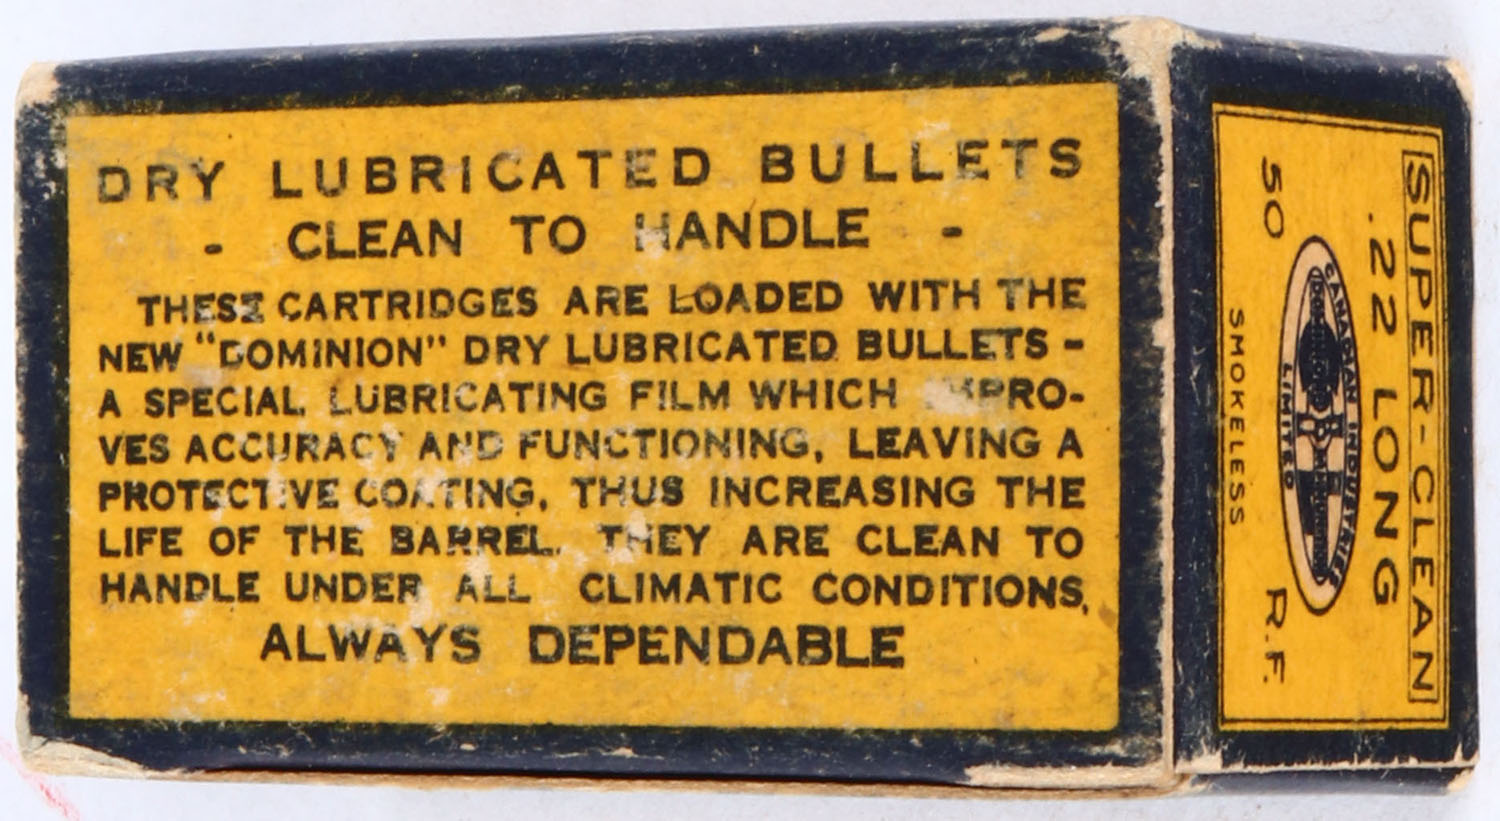 DRY LUBRICATED BULLETS
- CLEAN TO HANDLE -
THESE CARTRIDGES ARE LOADED WITH THE
NEW "DOMINION" DRY LUBRICATED BULLETS -
A SPECIAL LUBRICATING FILM WHICH IMPRO-
VES ACCURACY AND FUNCTIONING, LEAVING A
PROTECTIVE COATING, THUS INCREASING THE
LIFE OF THE BARREL. THEY ARE CLEAN TO
HANDLE UNDER ALL CLIMATIC CONDITIONS,
ALWAYS DEPENDABLE
SUPER-CLEAN
.22 LONG
50
R.F.
CANADIAN INDUSTRIES
LIMITED
DOMINION
SMOKELESS